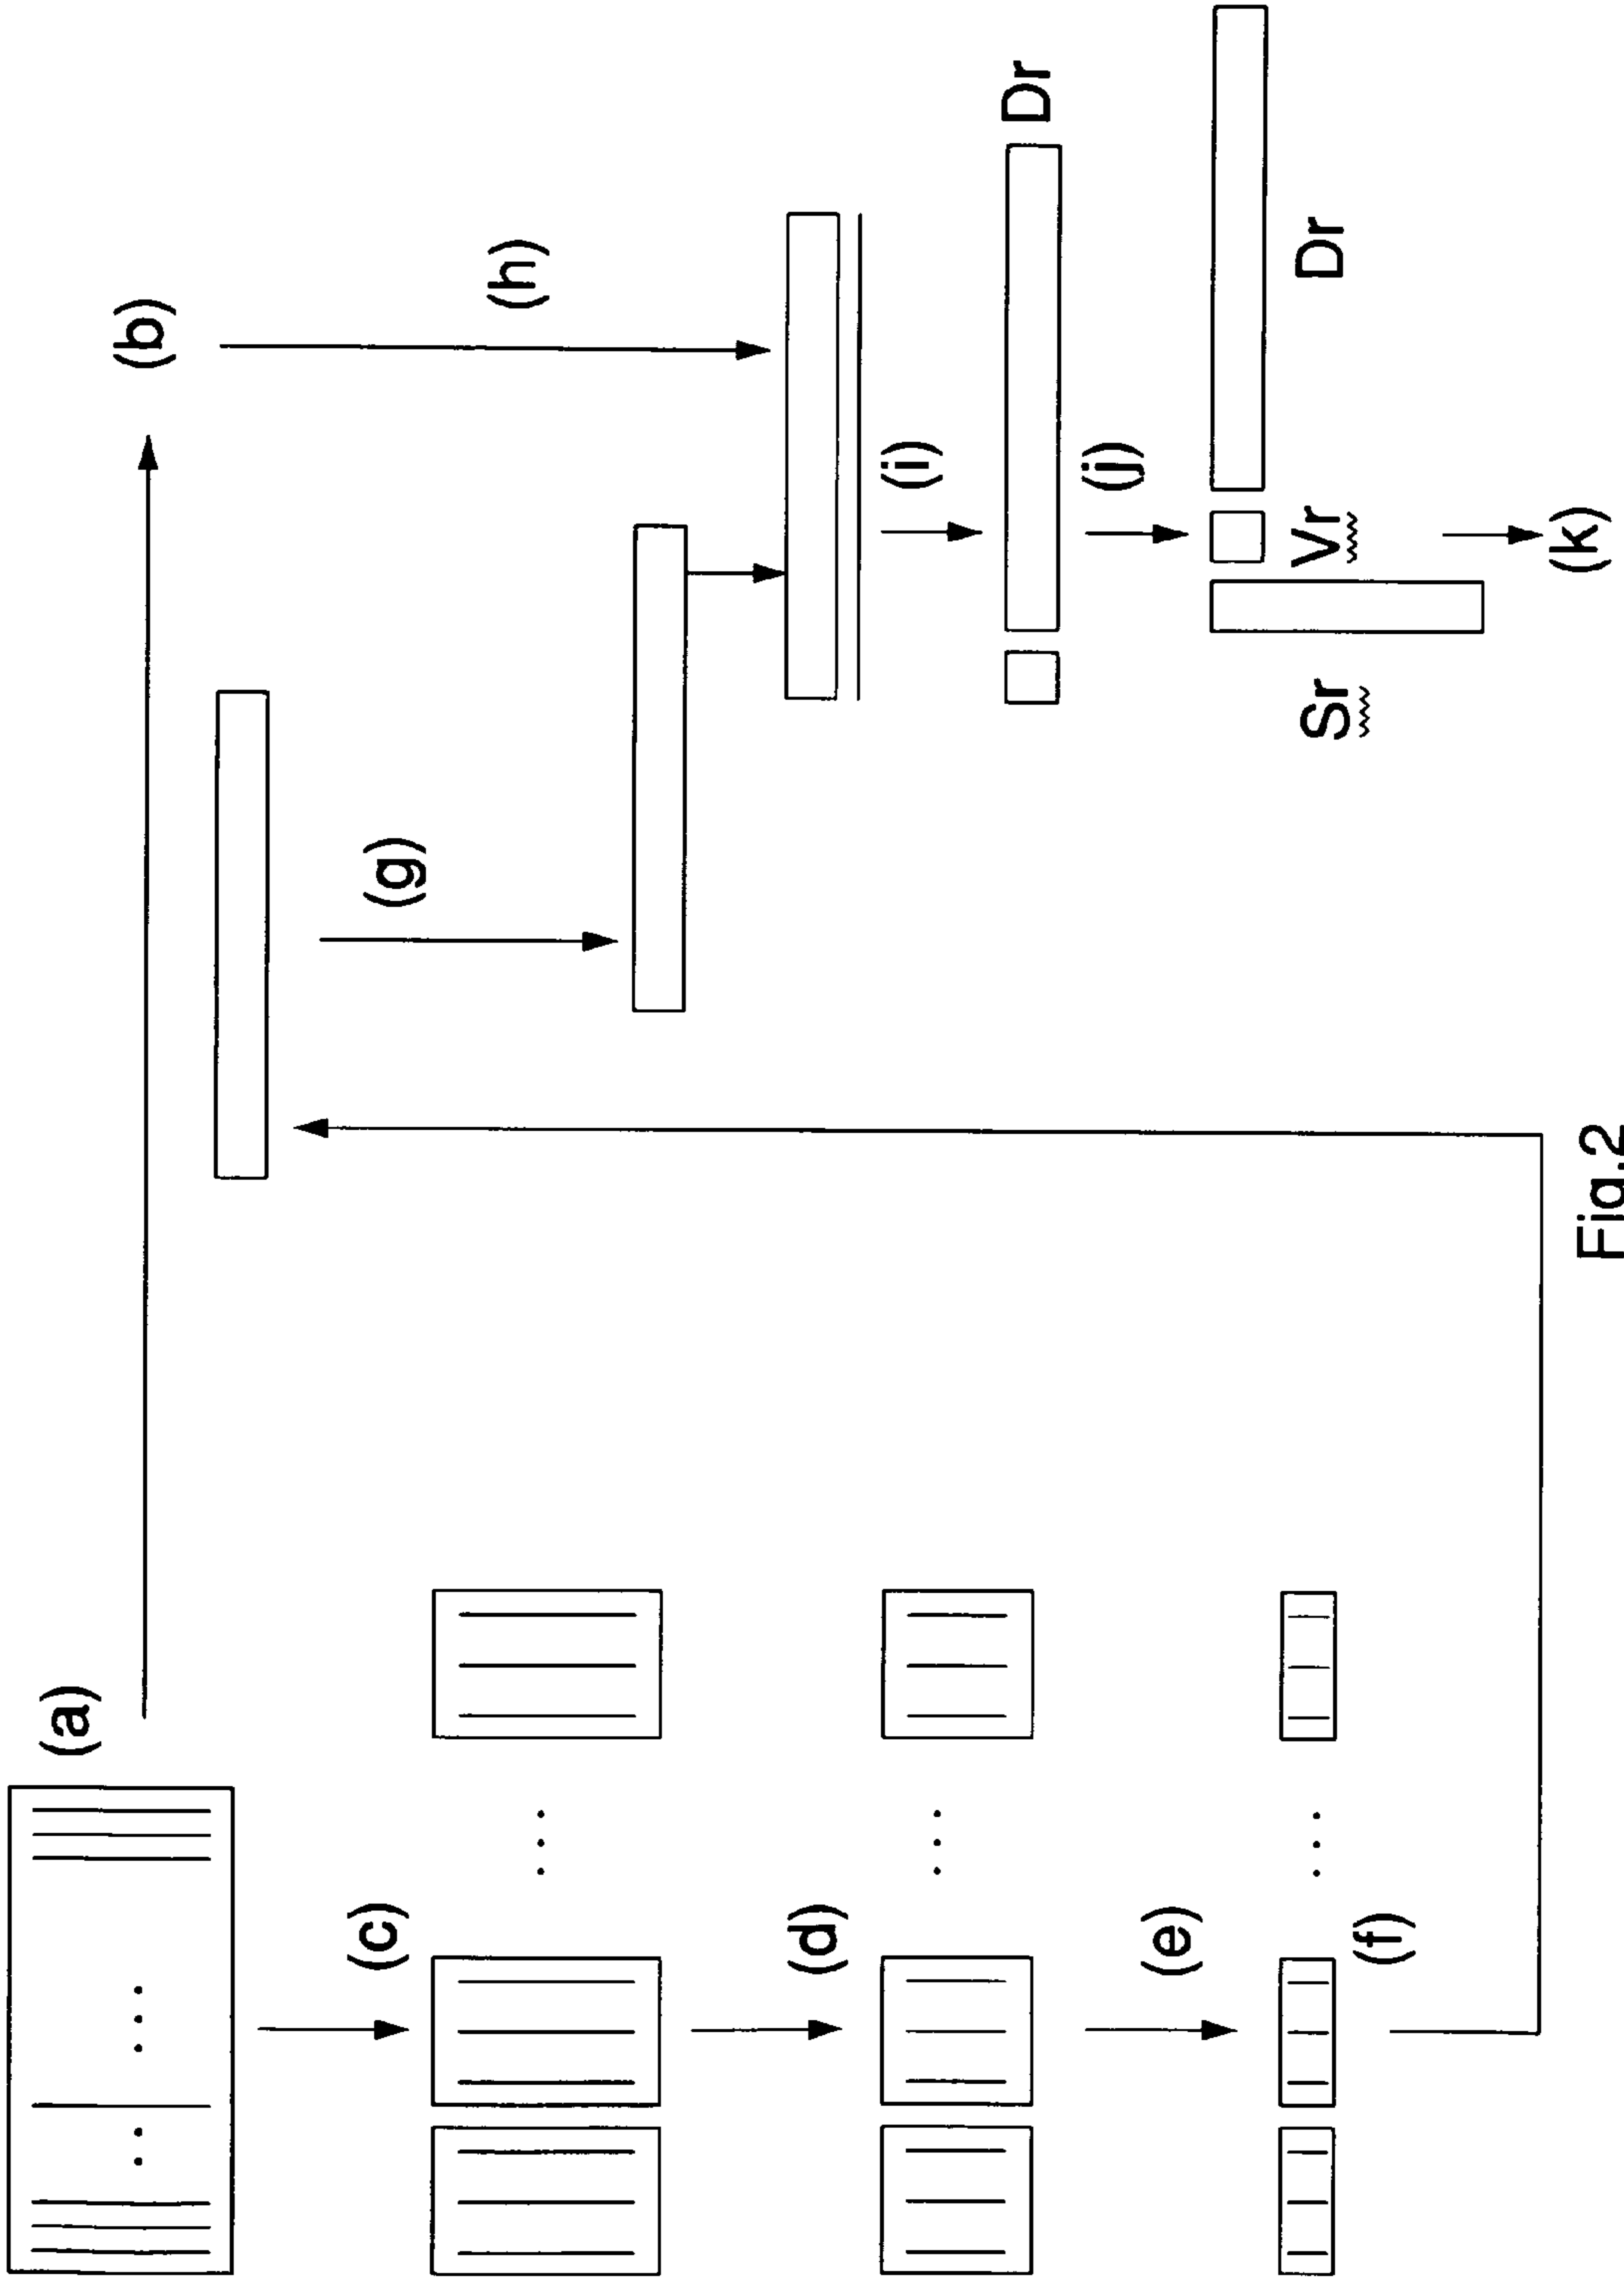 (a)
(b)
(c)
(d)
(e)
(f)
(g)
(h)
(i)
Dr
(j)
Sr
Vr
Dr
(k)
Fig.2